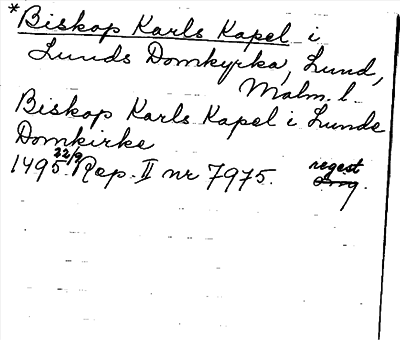 *Biskop Karls Kapel i
Lunds Domkyrka, Lund,
Malm. l.
Biskop Karls Kapel i Lunde
Domkirke
1495 22/9. Rep. II nr 7975. regest
Orig.